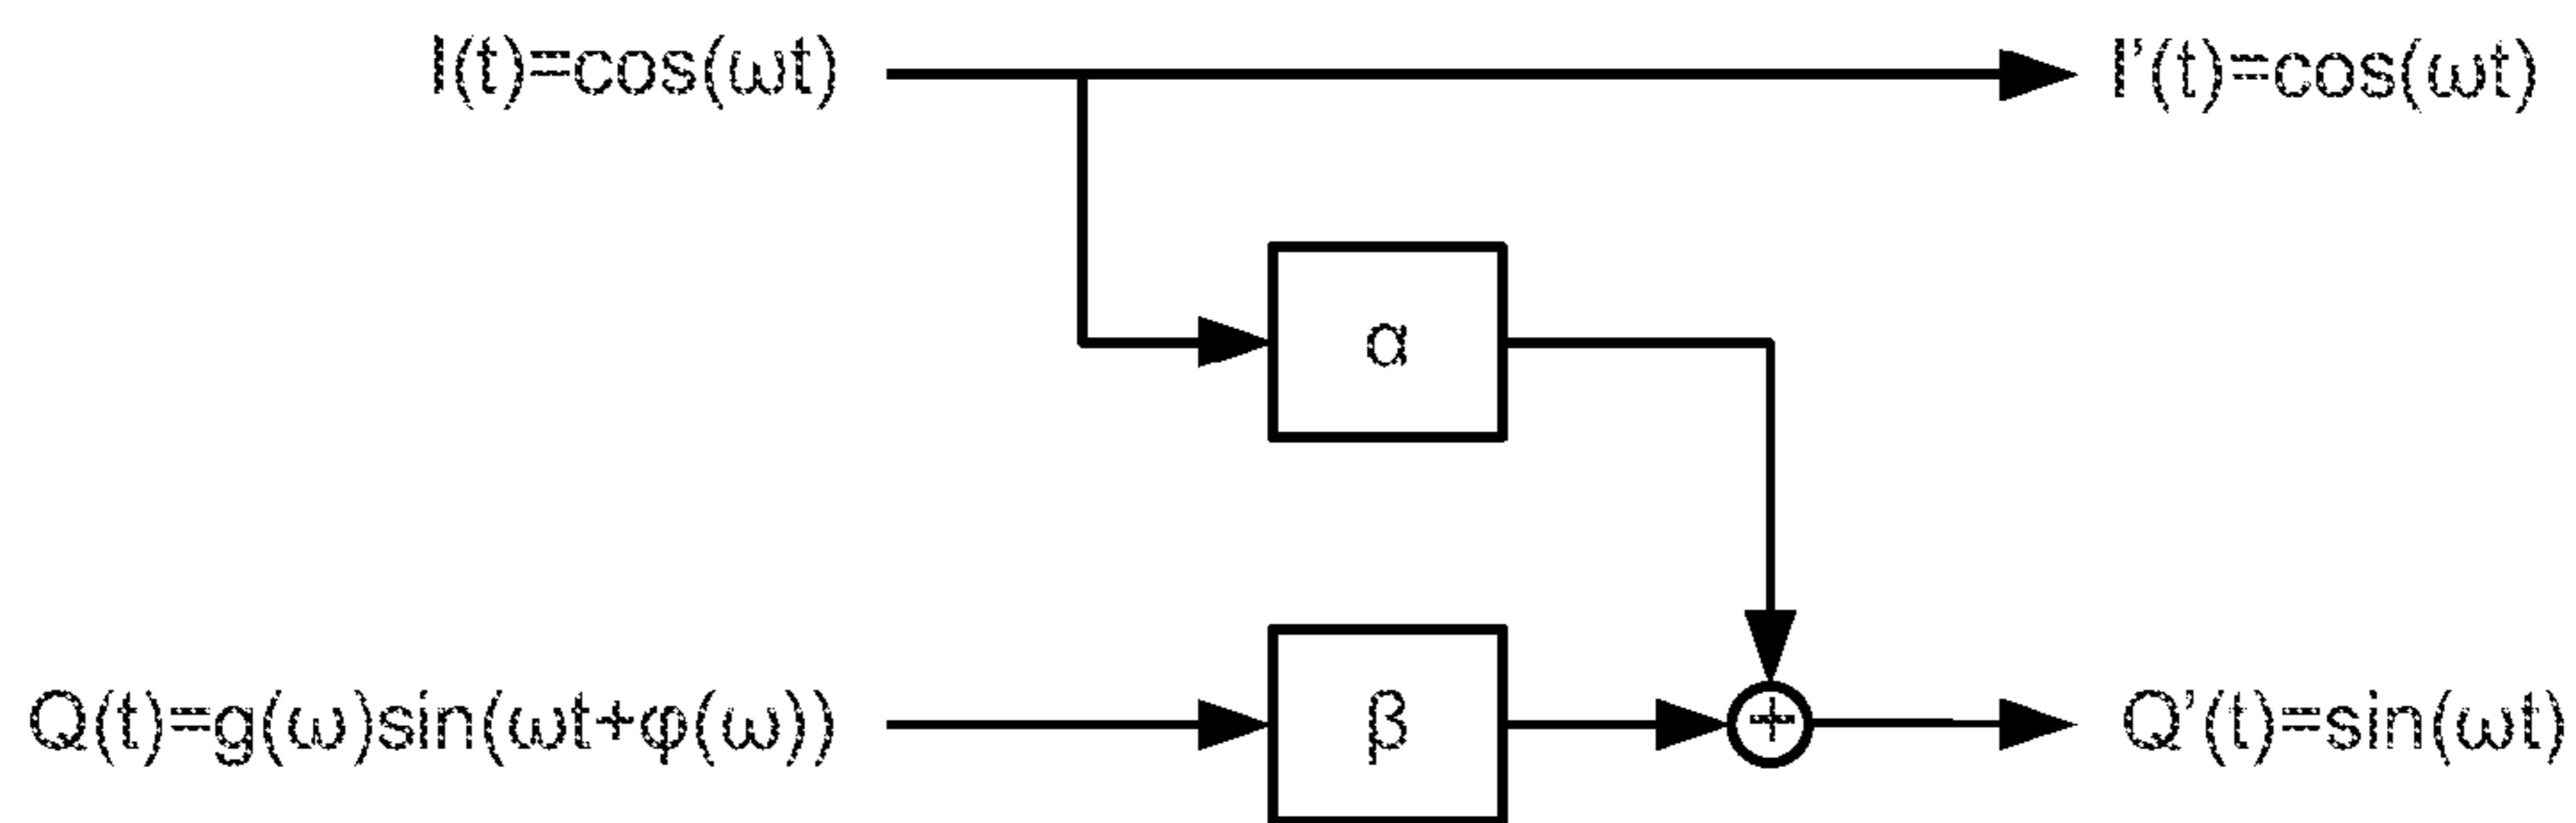 I(t)=cos(ωt)
I’(t)=cos(ωt)
α
Q(t)=g(ω)sin(ωt+φ(ω))
β
+
Q’(t)=sin(ωt)